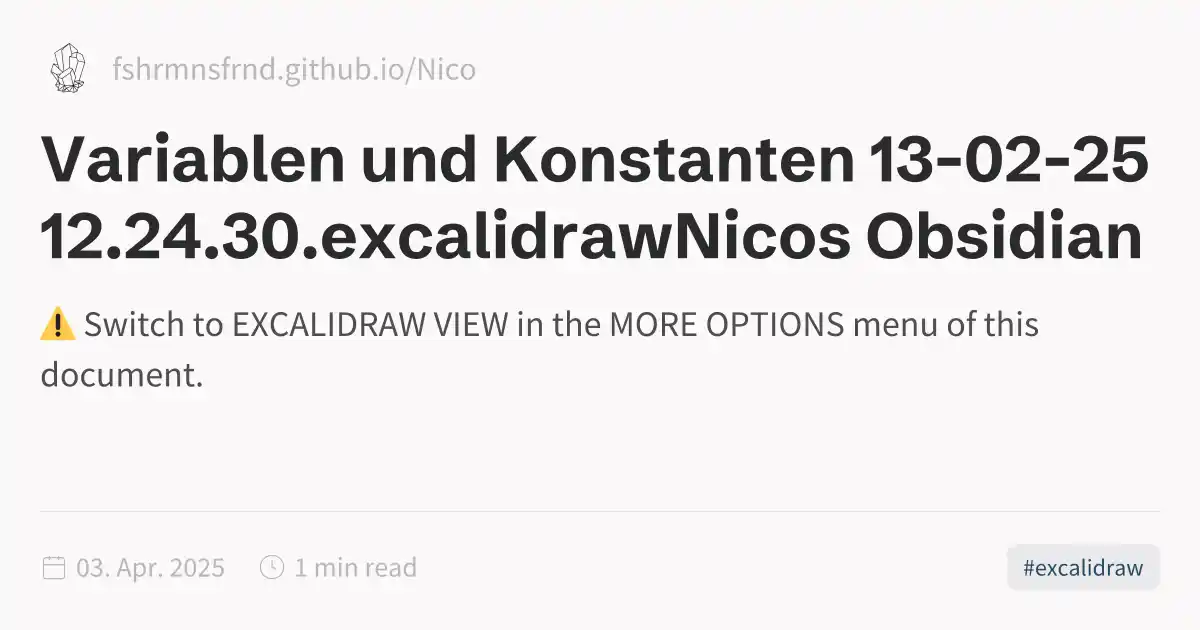 fshrmnsfrnd.github.io/Nico
Variablen und Konstanten 13-02-25
12.24.30.excalidrawNicos Obsidian
⚠️ Switch to EXCALIDRAW VIEW in the MORE OPTIONS menu of this
document.
03. Apr. 2025 1 min read #excalidraw